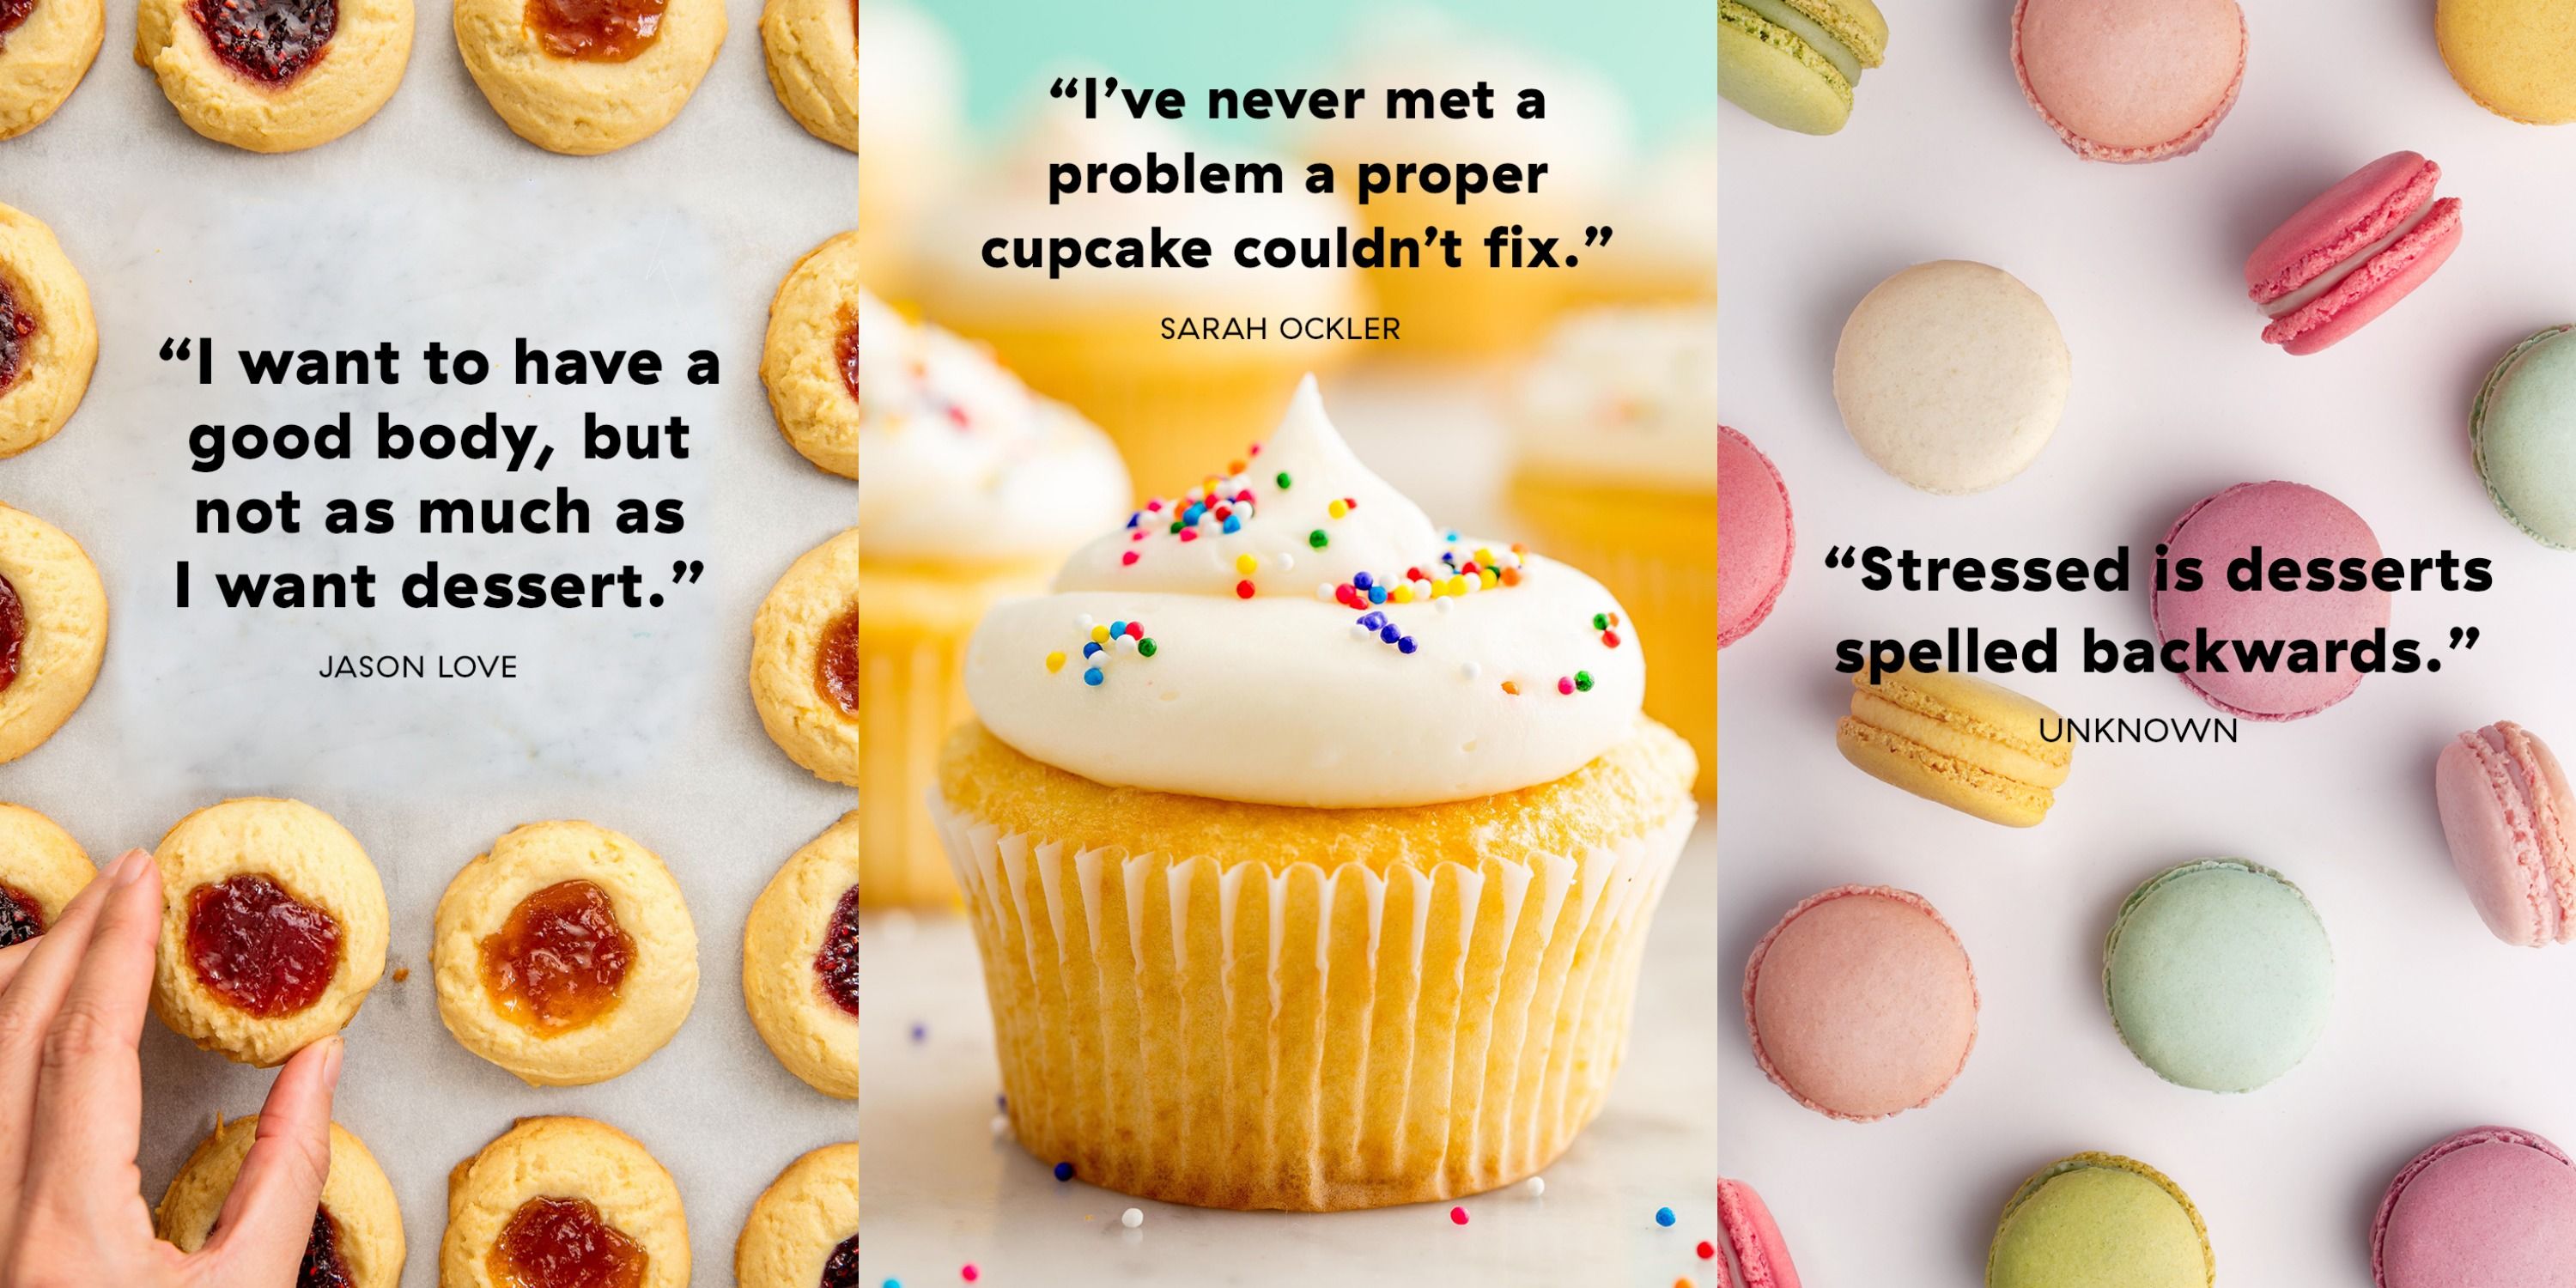 “I want to have a
good body, but
not as much as
I want dessert.”
JASON LOVE
“I’ve never met a
problem a proper
cupcake couldn’t fix.”
SARAH OCKLER
“Stressed is desserts
spelled backwards.”
UNKNOWN